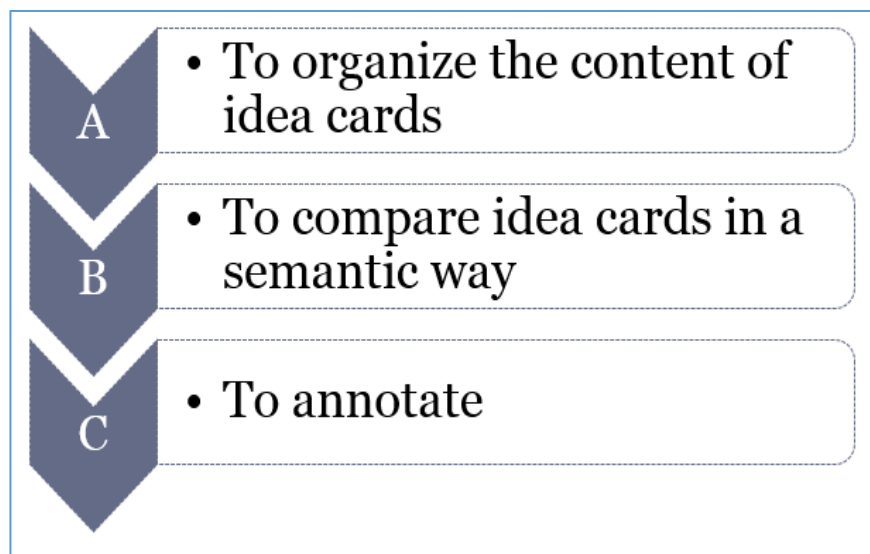 A
• To organize the content of
idea cards
B
• To compare idea cards in a
semantic way
C
• To annotate